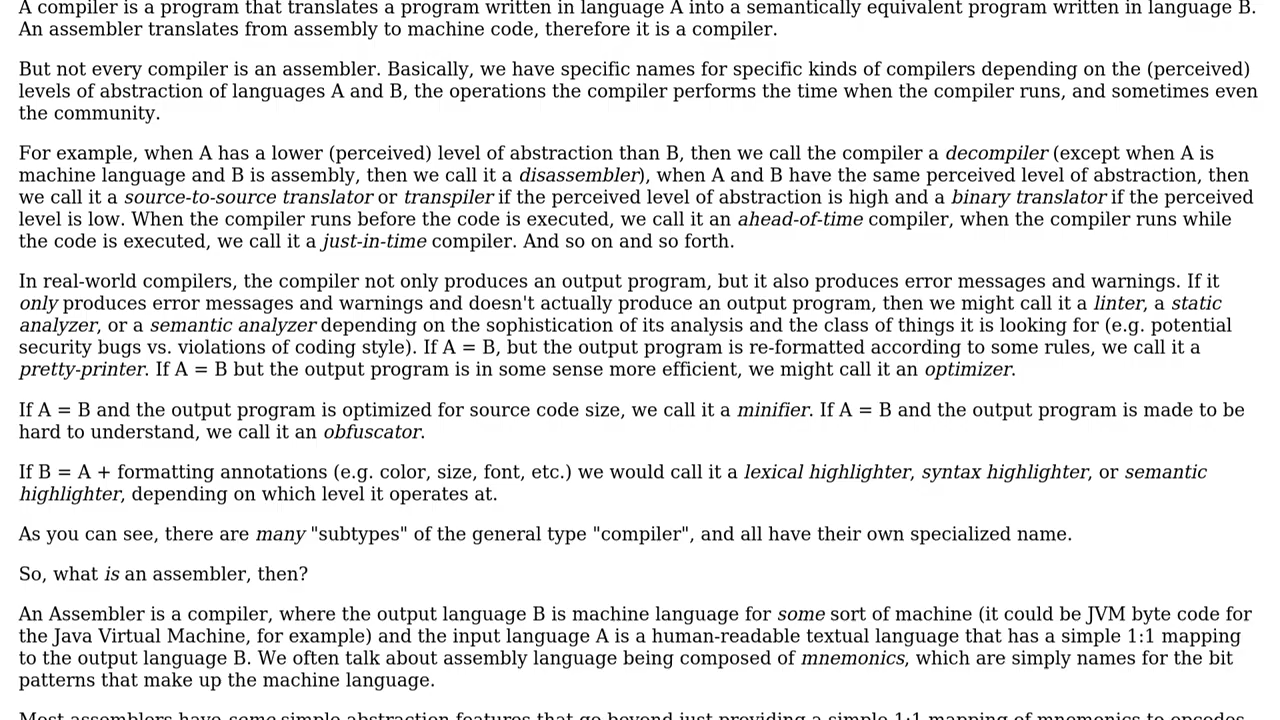 A compiler is a program that translates a program written in language A into a semantically equivalent program written in language B.
An assembler translates from assembly to machine code, therefore it is a compiler.
But not every compiler is an assembler. Basically, we have specific names for specific kinds of compilers depending on the (perceived)
levels of abstraction of languages A and B, the operations the compiler performs the time when the compiler runs, and sometimes even
the community.
For example, when A has a lower (perceived) level of abstraction than B, then we call the compiler a decompiler (except when A is
machine language and B is assembly, then we call it a disassembler), when A and B have the same perceived level of abstraction, then
we call it a source-to-source translator or transpiler if the perceived level of abstraction is high and a binary translator if the perceived
level is low. When the compiler runs before the code is executed, we call it an ahead-of-time compiler, when the compiler runs while
the code is executed, we call it a just-in-time compiler. And so on and so forth.
In real-world compilers, the compiler not only produces an output program, but it also produces error messages and warnings. If it
only produces error messages and warnings and doesn't actually produce an output program, then we might call it a linter, a static
analyzer, or a semantic analyzer depending on the sophistication of its analysis and the class of things it is looking for (e.g. potential
security bugs vs. violations of coding style). If A = B, but the output program is re-formatted according to some rules, we call it a
pretty-printer. If A = B but the output program is in some sense more efficient, we might call it an optimizer.
If A = B and the output program is optimized for source code size, we call it a minifier. If A = B and the output program is made to be
hard to understand, we call it an obfuscator.
If B = A + formatting annotations (e.g. color, size, font, etc.) we would call it a lexical highlighter, syntax highlighter, or semantic
highlighter, depending on which level it operates at.
As you can see, there are many "subtypes" of the general type "compiler", and all have their own specialized name.
So, what is an assembler, then?
An Assembler is a compiler, where the output language B is machine language for some sort of machine (it could be JVM byte code for
the Java Virtual Machine, for example) and the input language A is a human-readable textual language that has a simple 1:1 mapping
to the output language B. We often talk about assembly language being composed of mnemonics, which are simply names for the bit
patterns that make up the machine language.
Most assemblers have some simple abstraction features that go beyond just providing a simple 1:1 mapping of mnemonics to opcodes